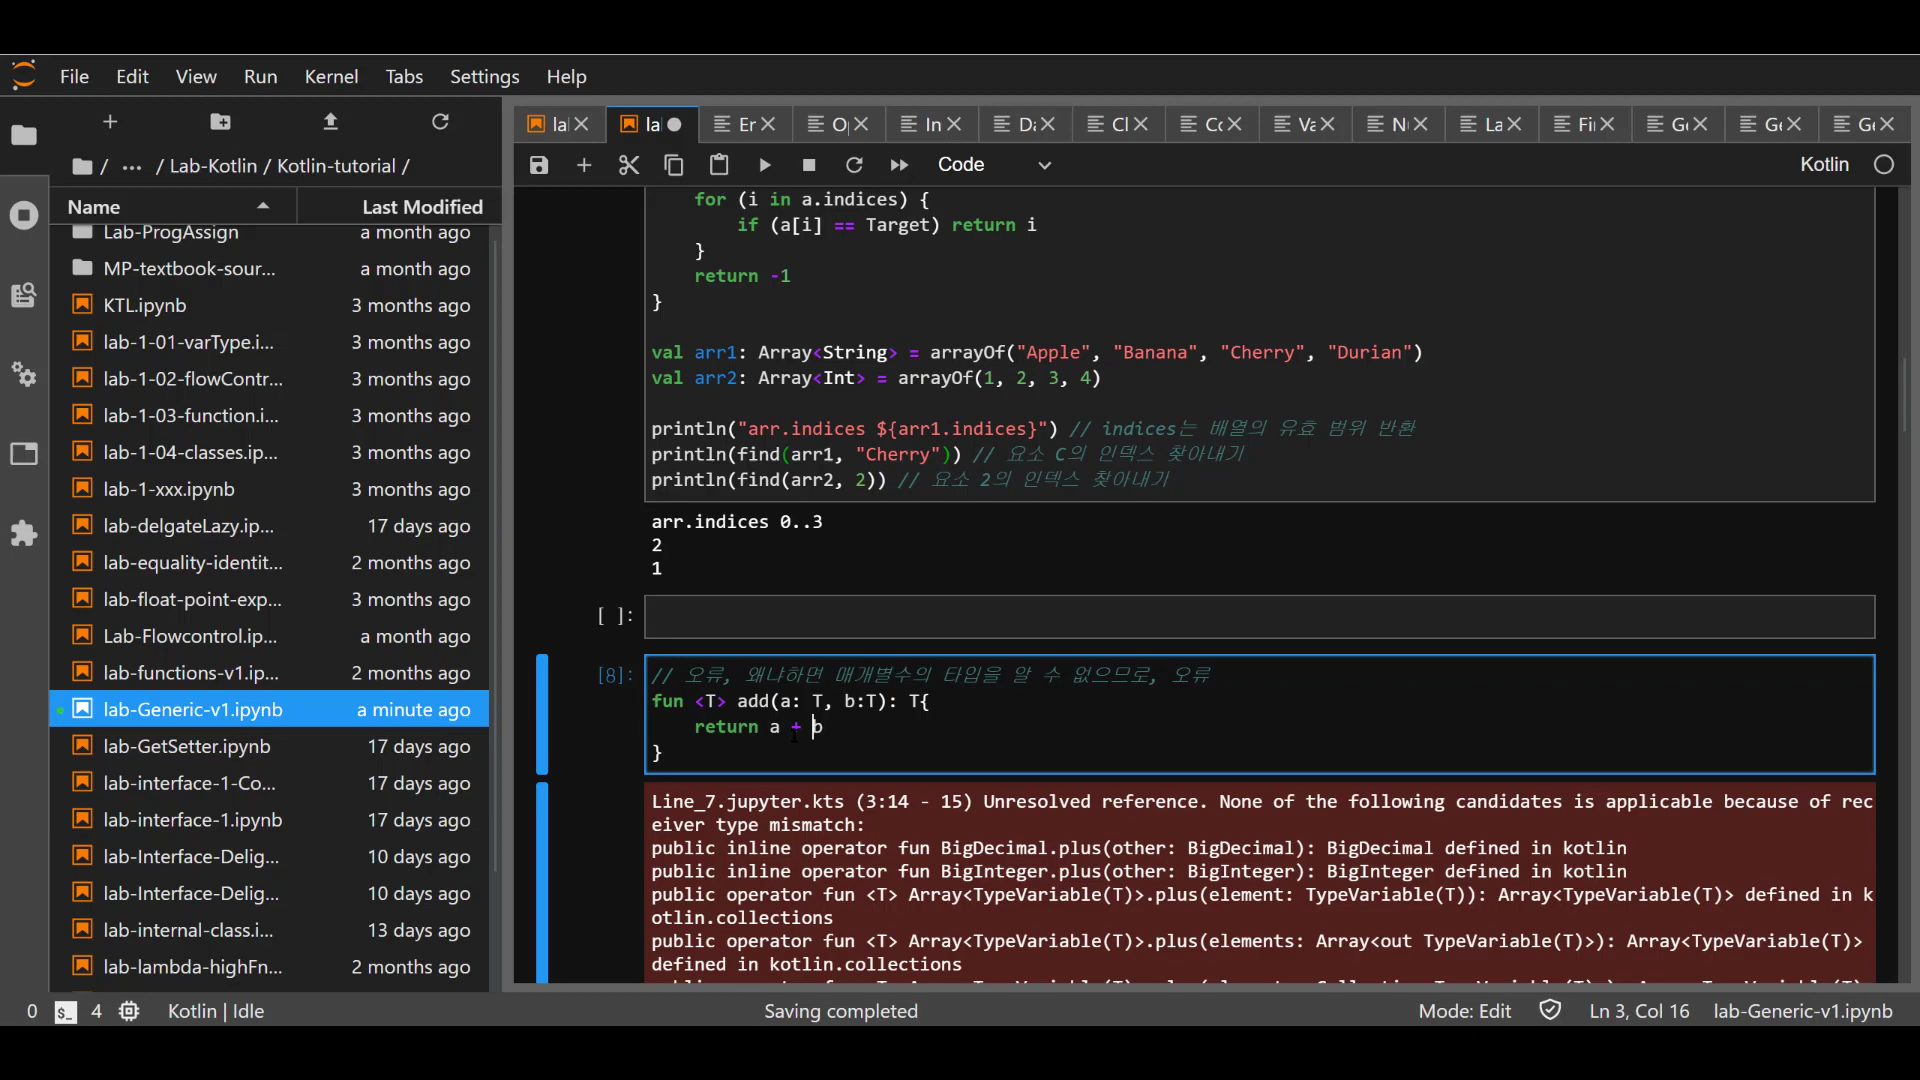 File Edit View Run Kernel Tabs Settings Help
/ ... / Lab-Kotlin / Kotlin-tutorial /
Name Last Modified
Lab-ProgAssign a month ago
MP-textbook-sour... a month ago
KTL.ipynb 3 months ago
lab-1-01-varType.i... 3 months ago
lab-1-02-flowContr... 3 months ago
lab-1-03-function.i... 3 months ago
lab-1-04-classes.ip... 3 months ago
lab-1-xxx.ipynb 3 months ago
lab-delgateLazy.ip... 17 days ago
lab-equality-identit... 2 months ago
lab-float-point-exp... 3 months ago
Lab-Flowcontrol.ip... a month ago
lab-functions-v1.ip... 2 months ago
lab-Generic-v1.ipynb a minute ago
lab-GetSetter.ipynb 17 days ago
lab-interface-1-Co... 17 days ago
lab-interface-1.ipynb 17 days ago
lab-Interface-Delig... 10 days ago
lab-Interface-Delig... 10 days ago
lab-internal-class.i... 13 days ago
lab-lambda-highFn... 2 months ago
la la Er O In Da Cl Co Va N La Fi Ge Ge Ge
Code Kotlin
for (i in a.indices) {
if (a[i] == Target) return i
}
return -1
}
val arr1: Array<String> = arrayOf("Apple", "Banana", "Cherry", "Durian")
val arr2: Array<Int> = arrayOf(1, 2, 3, 4)
println("arr.indices ${arr1.indices}") // indices는 배열의 유효 범위 반환
println(find(arr1, "Cherry")) // 요소 C의 인덱스 찾아내기
println(find(arr2, 2)) // 요소 2의 인덱스 찾아내기
arr.indices 0..3
2
1
[ ]:
[8]:
// 오류, 왜냐하면 매개별수의 타입을 알 수 없으므로, 오류
fun <T> add(a: T, b:T): T{
return a + b
}
Line_7.jupyter.kts (3:14 - 15) Unresolved reference. None of the following candidates is applicable because of rec
eiver type mismatch:
public inline operator fun BigDecimal.plus(other: BigDecimal): BigDecimal defined in kotlin
public inline operator fun BigInteger.plus(other: BigInteger): BigInteger defined in kotlin
public operator fun <T> Array<TypeVariable(T)>.plus(element: TypeVariable(T)): Array<TypeVariable(T)> defined in k
otlin.collections
public operator fun <T> Array<TypeVariable(T)>.plus(elements: Array<out TypeVariable(T)>): Array<TypeVariable(T)>
defined in kotlin.collections
0 4 Kotlin | Idle Saving completed Mode: Edit Ln 3, Col 16 lab-Generic-v1.ipynb